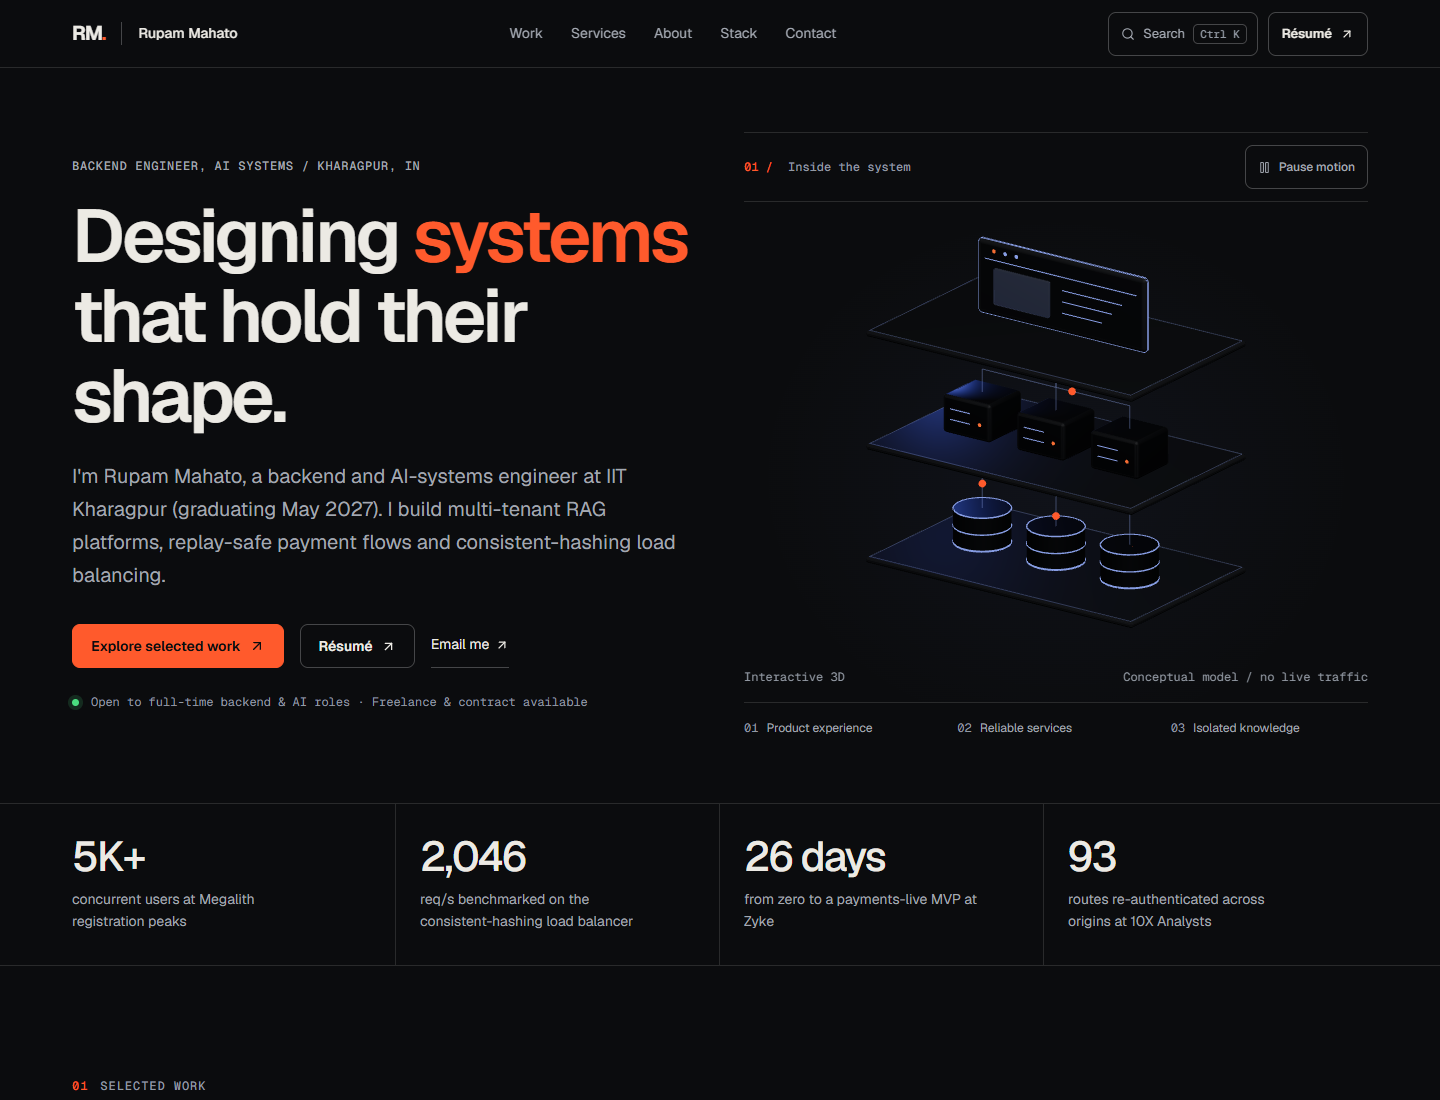 RM. Rupam Mahato
Work Services About Stack Contact
Search Ctrl K
Résumé
BACKEND ENGINEER, AI SYSTEMS / KHARAGPUR, IN
Designing systems
that hold their
shape.
I'm Rupam Mahato, a backend and AI-systems engineer at IIT
Kharagpur (graduating May 2027). I build multi-tenant RAG
platforms, replay-safe payment flows and consistent-hashing load
balancing.
Explore selected work
Résumé
Email me
Open to full-time backend & AI roles · Freelance & contract available
01 / Inside the system
Pause motion
Interactive 3D
Conceptual model / no live traffic
01 Product experience
02 Reliable services
03 Isolated knowledge
5K+
concurrent users at Megalith
registration peaks
2,046
req/s benchmarked on the
consistent-hashing load balancer
26 days
from zero to a payments-live MVP at
Zyke
93
routes re-authenticated across
origins at 10X Analysts
01 SELECTED WORK